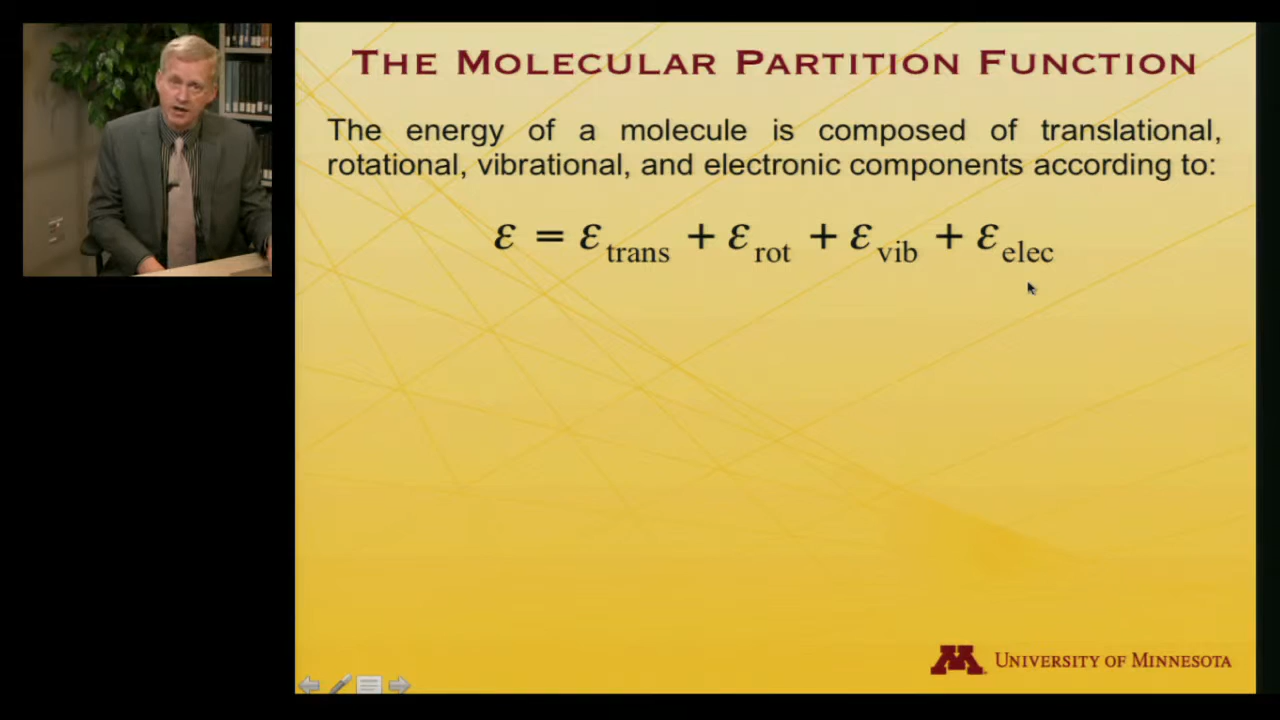 THE MOLECULAR PARTITION FUNCTION
The energy of a molecule is composed of translational,
rotational, vibrational, and electronic components according to:
ε = ε_trans + ε_rot + ε_vib + ε_elec
UNIVERSITY OF MINNESOTA